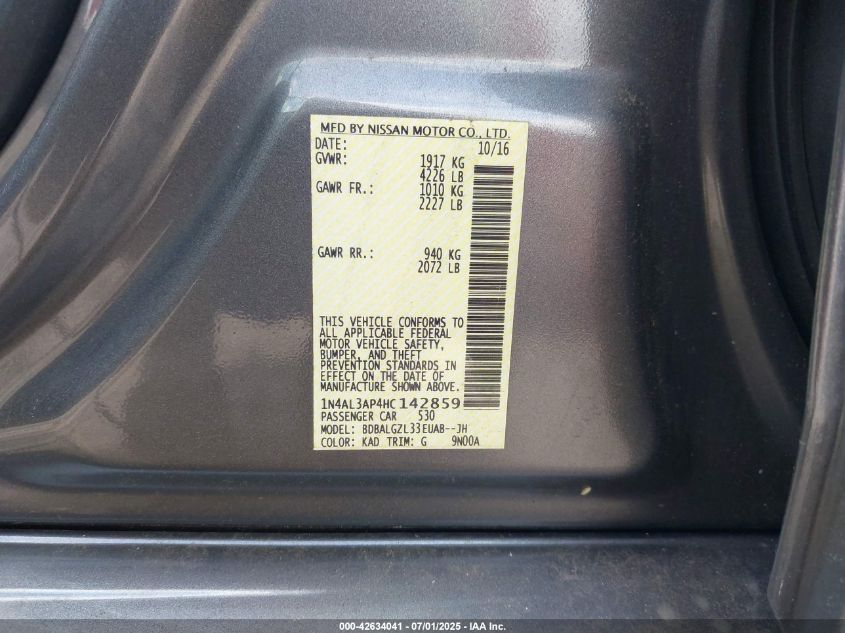 MFD BY NISSAN MOTOR CO., LTD.
DATE: 10/16
GVWR: 1917 KG
4226 LB
GAWR FR.: 1010 KG
2227 LB
GAWR RR.: 940 KG
2072 LB
THIS VEHICLE CONFORMS TO
ALL APPLICABLE FEDERAL
MOTOR VEHICLE SAFETY,
BUMPER, AND THEFT
PREVENTION STANDARDS IN
EFFECT ON THE DATE OF
MANUFACTURE SHOWN ABOVE.
1N4AL3AP4HC142859
PASSENGER CAR 530
MODEL: BDBALGZL33EUAB--JH
COLOR: KAD TRIM: G 9N00A
000-42634041 - 07/01/2025 - IAA Inc.